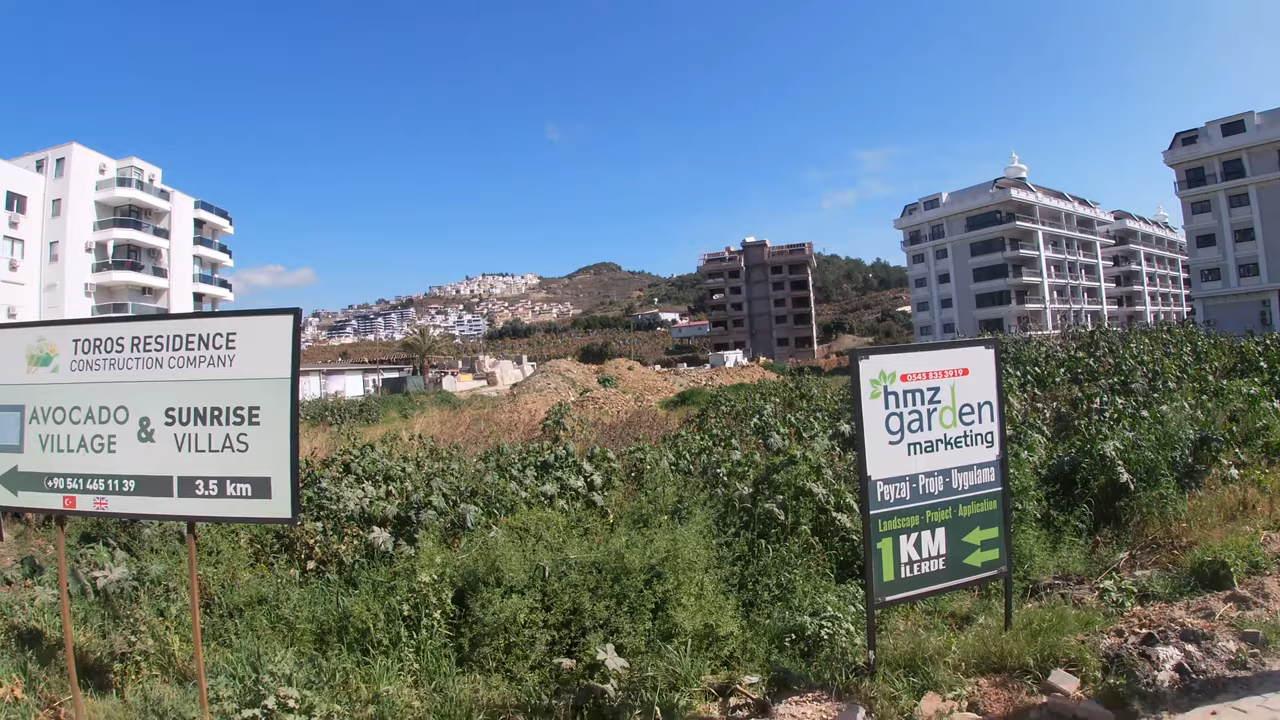 TOROS RESIDENCE
CONSTRUCTION COMPANY
AVOCADO VILLAGE & SUNRISE VILLAS
(+90 541 465 11 39
3.5 km
0545 835 3919
hmz
garden
marketing
Peyzaj - Proje - Uygulama
Landscape - Project - Application
1 KM
İLERDE